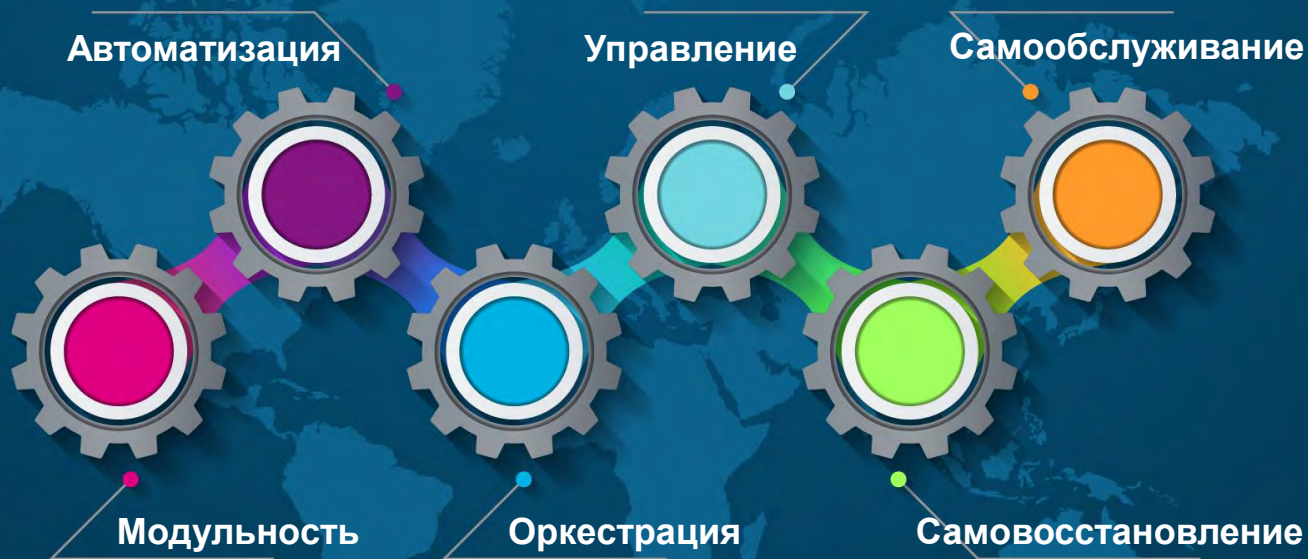 Автоматизация
Управление
Самообслуживание
Модульность
Оркестрация
Самовосстановление